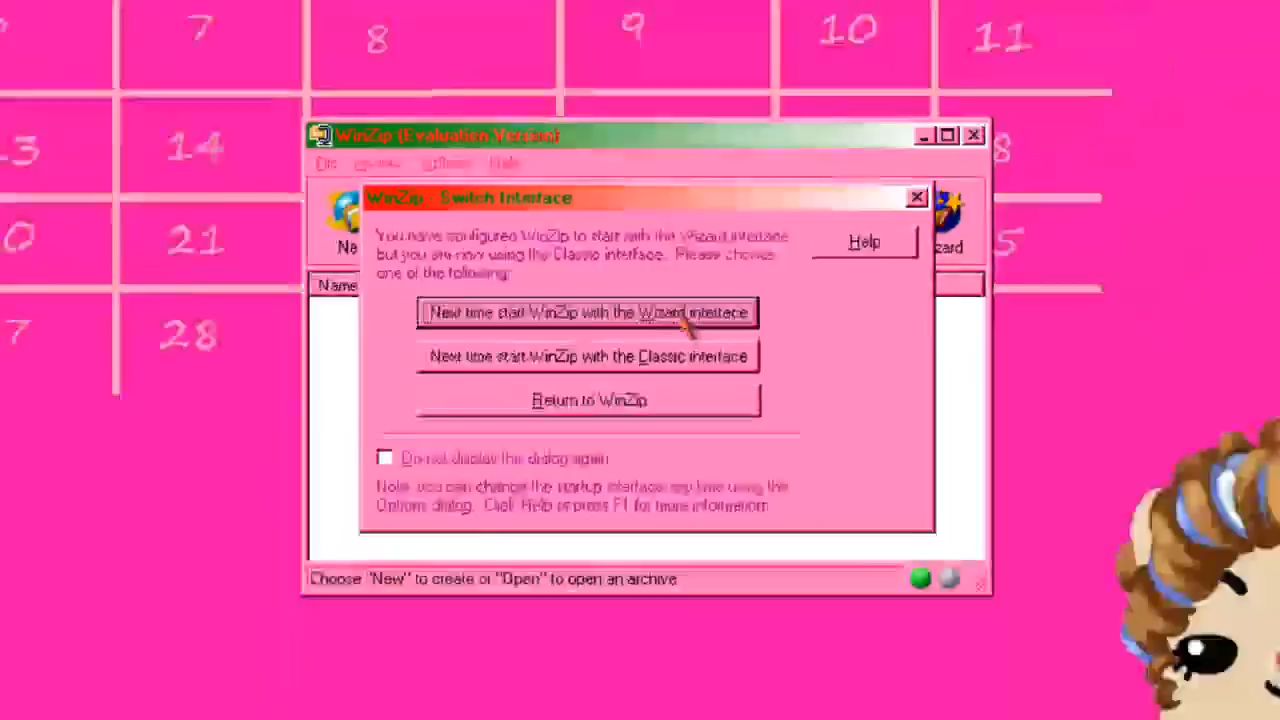 7 8 9 10 11
WinZip (Evaluation Version)
14
Options Help
WinZip - Switch Interface
You have configured WinZip to start with the Wizard interface
but you are now using the Classic interface. Please choose
one of the following:
Help
21
Name
Next time start WinZip with the Wizard interface
28
Next time start WinZip with the Classic interface
Return to WinZip
Do not display this dialog again
Note: you can change the startup interface any time using the
Options dialog. Click Help or press F1 for more information.
Choose "New" to create or "Open" to open an archive